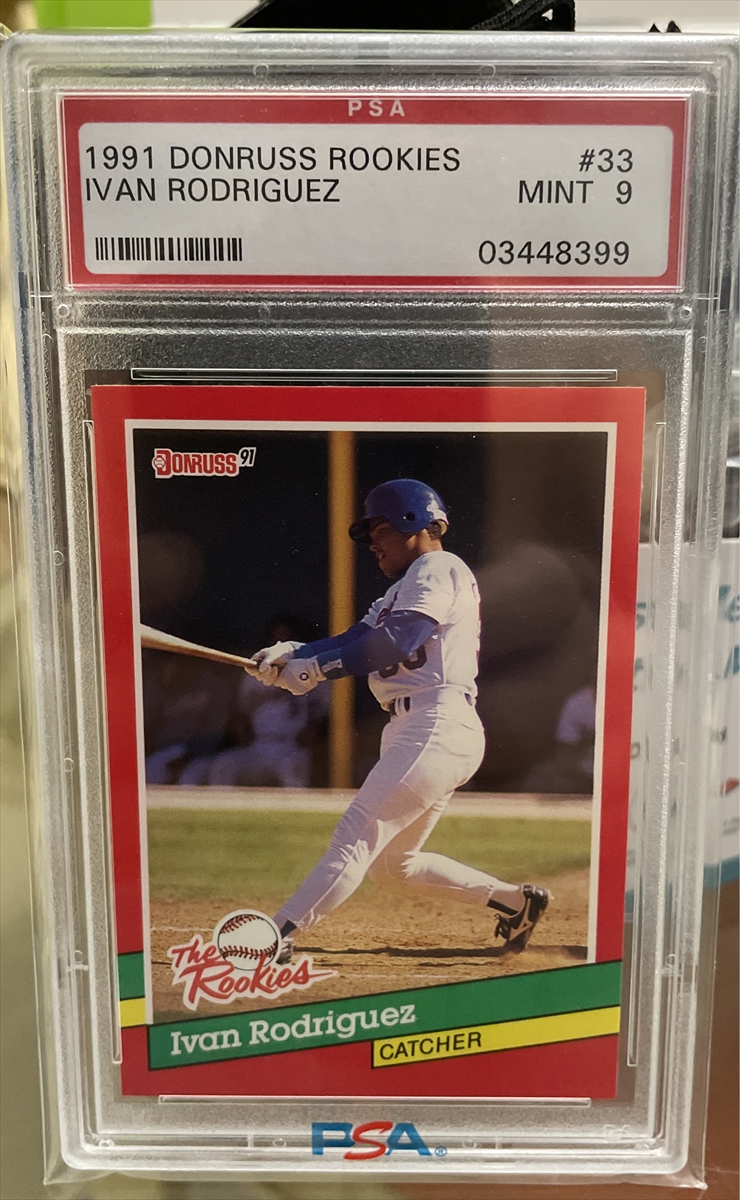 PSA
1991 DONRUSS ROOKIES #33
IVAN RODRIGUEZ MINT 9
03448399
DONRUSS 91
The
Rookies
Ivan Rodriguez
CATCHER
PSA®